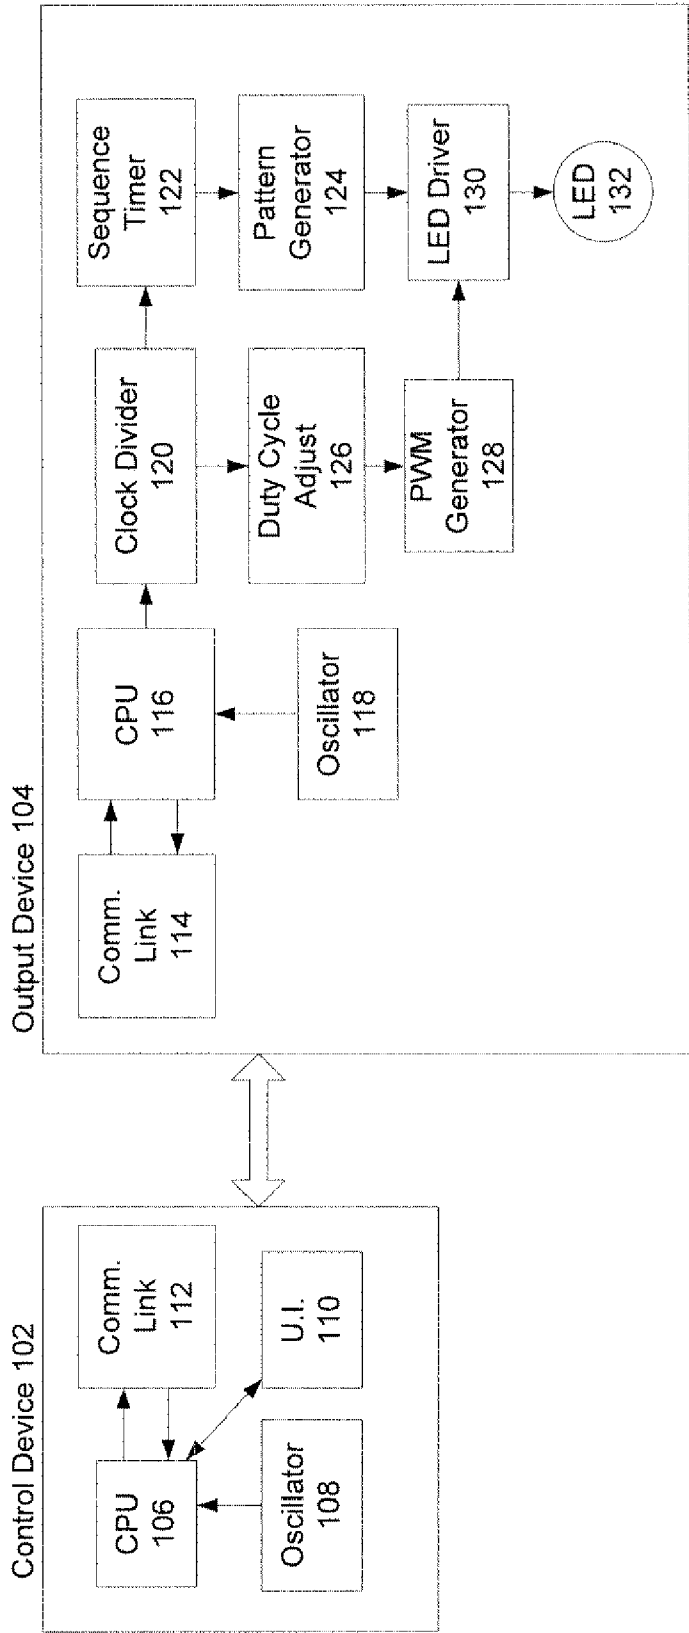 Control Device 102
CPU
106
Comm.
Link
112
Oscillator
108
U.I.
110
Output Device 104
Comm.
Link
114
CPU
116
Oscillator
118
Clock Divider
120
Sequence
Timer
122
Duty Cycle
Adjust
126
Pattern
Generator
124
PWM
Generator
128
LED Driver
130
LED
132